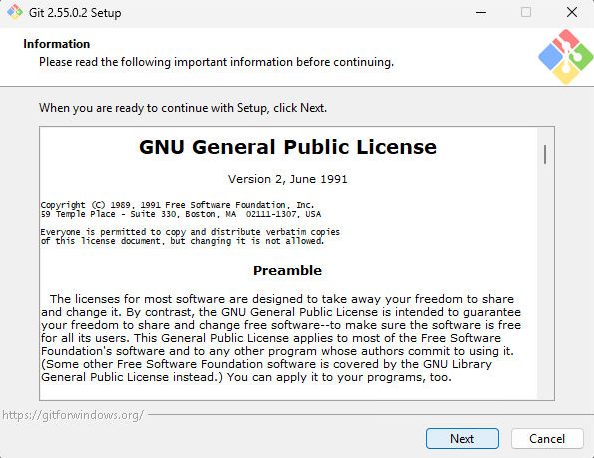 Git 2.55.0.2 Setup
Information
Please read the following important information before continuing.
When you are ready to continue with Setup, click Next.
GNU General Public License
Version 2, June 1991
Copyright (C) 1989, 1991 Free Software Foundation, Inc.
59 Temple Place - Suite 330, Boston, MA  02111-1307, USA
Everyone is permitted to copy and distribute verbatim copies
of this license document, but changing it is not allowed.
Preamble
The licenses for most software are designed to take away your freedom to share
and change it. By contrast, the GNU General Public License is intended to guarantee
your freedom to share and change free software--to make sure the software is free
for all its users. This General Public License applies to most of the Free Software
Foundation's software and to any other program whose authors commit to using it.
(Some other Free Software Foundation software is covered by the GNU Library
General Public License instead.) You can apply it to your programs, too.
https://gitforwindows.org/
Next
Cancel